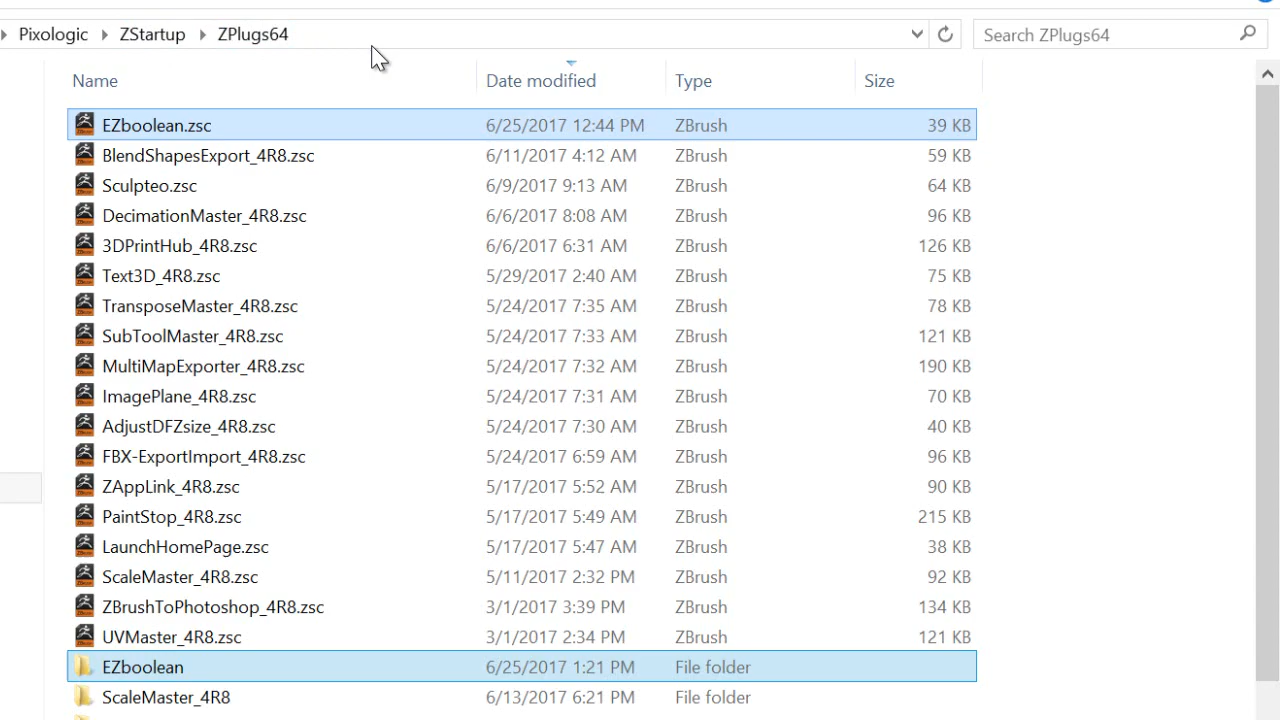 Pixologic ZStartup ZPlugs64 Search ZPlugs64
Name Date modified Type Size
EZboolean.zsc 6/25/2017 12:44 PM ZBrush 39 KB
BlendShapesExport_4R8.zsc 6/11/2017 4:12 AM ZBrush 59 KB
Sculpteo.zsc 6/9/2017 9:13 AM ZBrush 64 KB
DecimationMaster_4R8.zsc 6/6/2017 8:08 AM ZBrush 96 KB
3DPrintHub_4R8.zsc 6/6/2017 6:31 AM ZBrush 126 KB
Text3D_4R8.zsc 5/29/2017 2:40 AM ZBrush 75 KB
TransposeMaster_4R8.zsc 5/24/2017 7:35 AM ZBrush 78 KB
SubToolMaster_4R8.zsc 5/24/2017 7:33 AM ZBrush 121 KB
MultiMapExporter_4R8.zsc 5/24/2017 7:32 AM ZBrush 190 KB
ImagePlane_4R8.zsc 5/24/2017 7:31 AM ZBrush 70 KB
AdjustDFZsize_4R8.zsc 5/24/2017 7:30 AM ZBrush 40 KB
FBX-ExportImport_4R8.zsc 5/24/2017 6:59 AM ZBrush 96 KB
ZAppLink_4R8.zsc 5/17/2017 5:52 AM ZBrush 90 KB
PaintStop_4R8.zsc 5/17/2017 5:49 AM ZBrush 215 KB
LaunchHomePage.zsc 5/17/2017 5:47 AM ZBrush 38 KB
ScaleMaster_4R8.zsc 5/11/2017 2:32 PM ZBrush 92 KB
ZBrushToPhotoshop_4R8.zsc 3/1/2017 3:39 PM ZBrush 134 KB
UVMaster_4R8.zsc 3/1/2017 2:34 PM ZBrush 121 KB
EZboolean 6/25/2017 1:21 PM File folder
ScaleMaster_4R8 6/13/2017 6:21 PM File folder